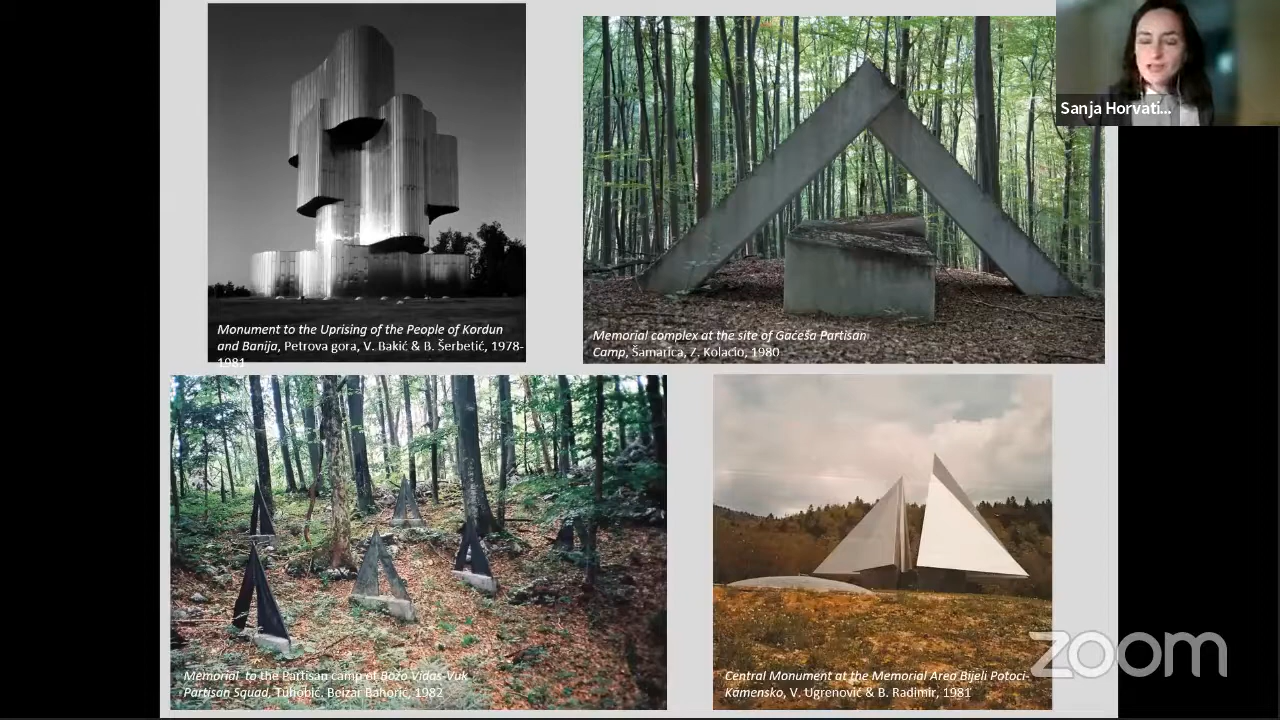 Monument to the Uprising of the People of Kordun
and Banija, Petrova gora, V. Bakić & B. Šerbetić, 1978-
1981
Memorial complex at the site of Gaćeša Partisan
Camp, Šamarica, Z. Kolacio, 1980
Sanja Horvati...
Memorial to the Partisan camp of Božo Vidas-Vuk
Partisan Squad, Tuhobić, Belzar Bahorić, 1982
Central Monument at the Memorial Area Bijeli Potoci-
Kamensko, V. Ugrenović & B. Radimir, 1981
zoom